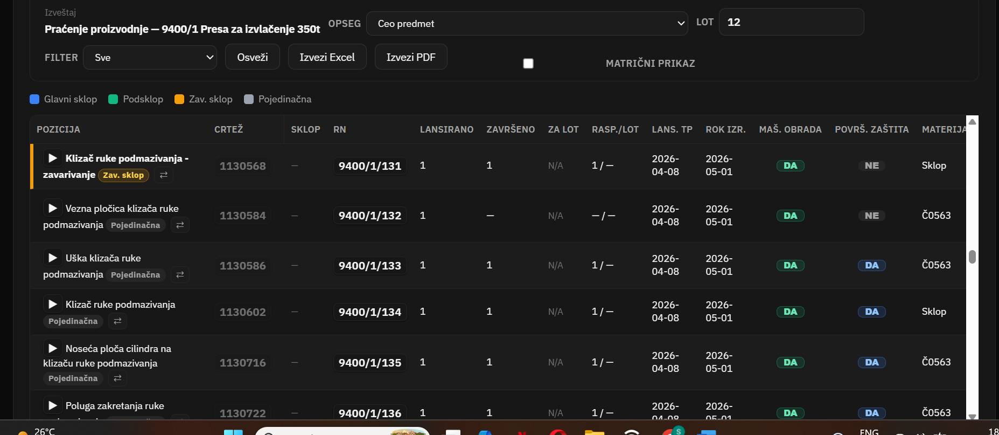 Izveštaj
Praćenje proizvodnje — 9400/1 Presa za izvlačenje 350t
OPSEG Ceo predmet LOT 12
FILTER Sve Osveži Izvezi Excel Izvezi PDF MATRIČNI PRIKAZ
Glavni sklop Podsklop Zav. sklop Pojedinačna
POZICIJA CRTEŽ SKLOP RN LANSIRANO ZAVRŠENO ZA LOT RASP./LOT LANS. TP ROK IZR. MAŠ. OBRADA POVRŠ. ZAŠTITA MATERIJA
Klizač ruke podmazivanja -
zavarivanje Zav. sklop ⇄
1130568 — 9400/1/131 1 1 N/A 1 / —
2026-
04-08
2026-
05-01
DA NE Sklop
Vezna pločica klizača ruke
podmazivanja Pojedinačna ⇄
1130584 — 9400/1/132 1 — N/A — / —
2026-
04-08
2026-
05-01
DA NE Č0563
Uška klizača ruke
podmazivanja Pojedinačna ⇄
1130586 — 9400/1/133 1 1 N/A 1 / —
2026-
04-08
2026-
05-01
DA DA Č0563
Klizač ruke podmazivanja
Pojedinačna ⇄
1130602 — 9400/1/134 1 1 N/A 1 / —
2026-
04-08
2026-
05-01
DA DA Sklop
Noseća ploča cilindra na
klizaču ruke podmazivanja
Pojedinačna ⇄
1130716 — 9400/1/135 1 1 N/A 1 / —
2026-
04-08
2026-
05-01
DA DA Č0563
Poluga zakretanja ruke
1130722 — 9400/1/136 1 1 N/A 1 / —
2026-
04-08
2026-
05-01
DA DA Č0563
26°C
S
ENG
18